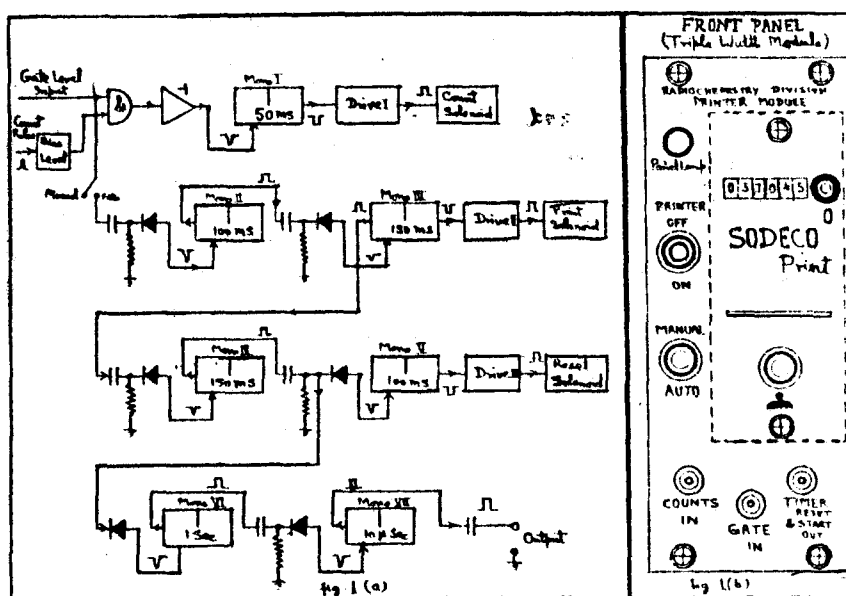 Gate Level
Input
Count
Pulses
Bias
Level
&
-1
Mono I
50 ms
Drive I
Count
Solenoid
Manual
Mono II
100 ms
Mono III
150 ms
Drive II
Print
Solenoid
Mono IV
150 ms
Mono V
100 ms
Drive III
Reset
Solenoid
Mono VI
1 Sec
Mono VII
Output
fig 1 (a)
FRONT PANEL
(Triple Width Module)
RADIOCHEMISTRY DIVISION
PRINTER MODULE
Panel Lamp
037045
0
PRINTER
OFF
ON
SODECO
Print
MANUAL
AUTO
COUNTS
IN
GATE
IN
TIMER
RESET
& START
OUT
fig 1(b)